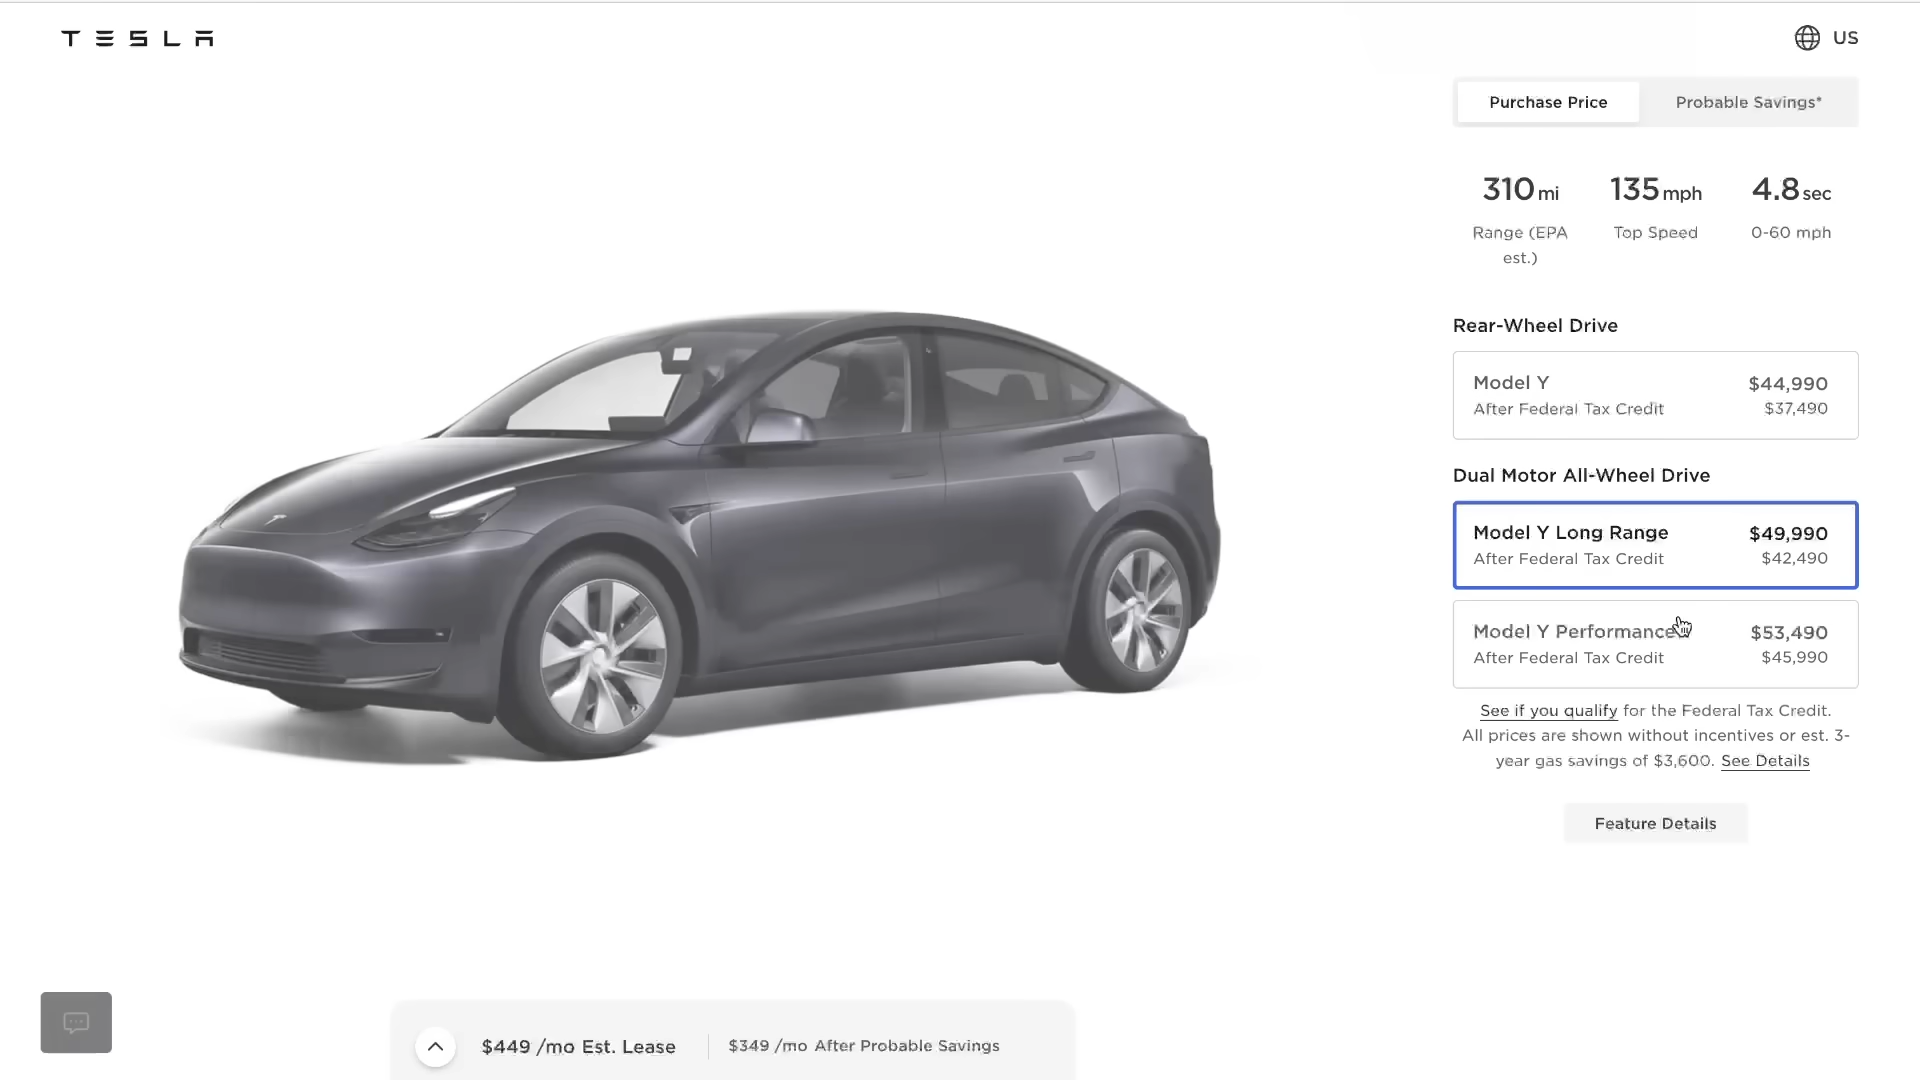 TESLA
US
Purchase Price
Probable Savings*
310 mi
135 mph
4.8 sec
Range (EPA
est.)
Top Speed
0-60 mph
Rear-Wheel Drive
Model Y
$44,990
After Federal Tax Credit
$37,490
Dual Motor All-Wheel Drive
Model Y Long Range
$49,990
After Federal Tax Credit
$42,490
Model Y Performance
$53,490
After Federal Tax Credit
$45,990
See if you qualify for the Federal Tax Credit.
All prices are shown without incentives or est. 3-
year gas savings of $3,600. See Details
Feature Details
$449 /mo Est. Lease
$349 /mo After Probable Savings